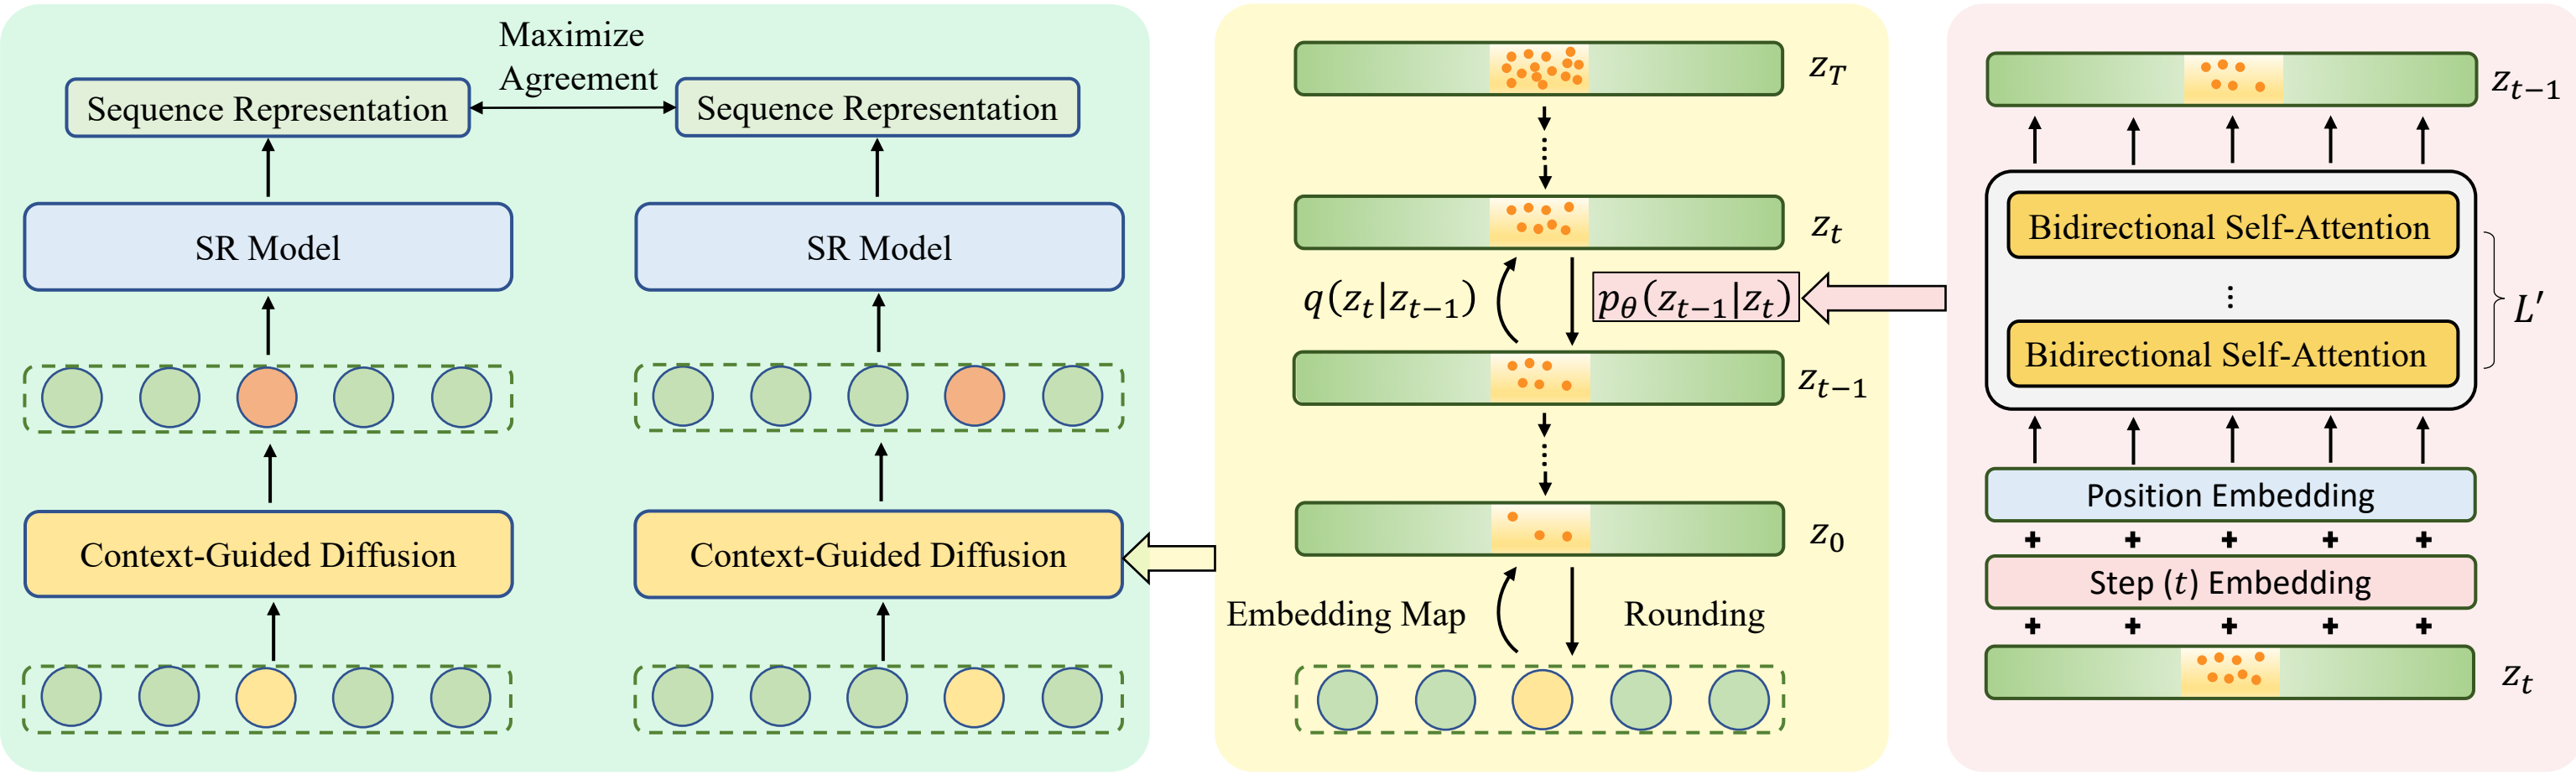 Maximize
Agreement
Sequence Representation
Sequence Representation
SR Model
SR Model
Context-Guided Diffusion
Context-Guided Diffusion
z_T
z_t
q(z_t|z_{t−1})
p_θ(z_{t−1}|z_t)
z_{t−1}
z_0
Embedding Map
Rounding
z_{t−1}
Bidirectional Self-Attention
⋮
Bidirectional Self-Attention
L′
Position Embedding
+ + + + +
Step (t) Embedding
+ + + + +
z_t